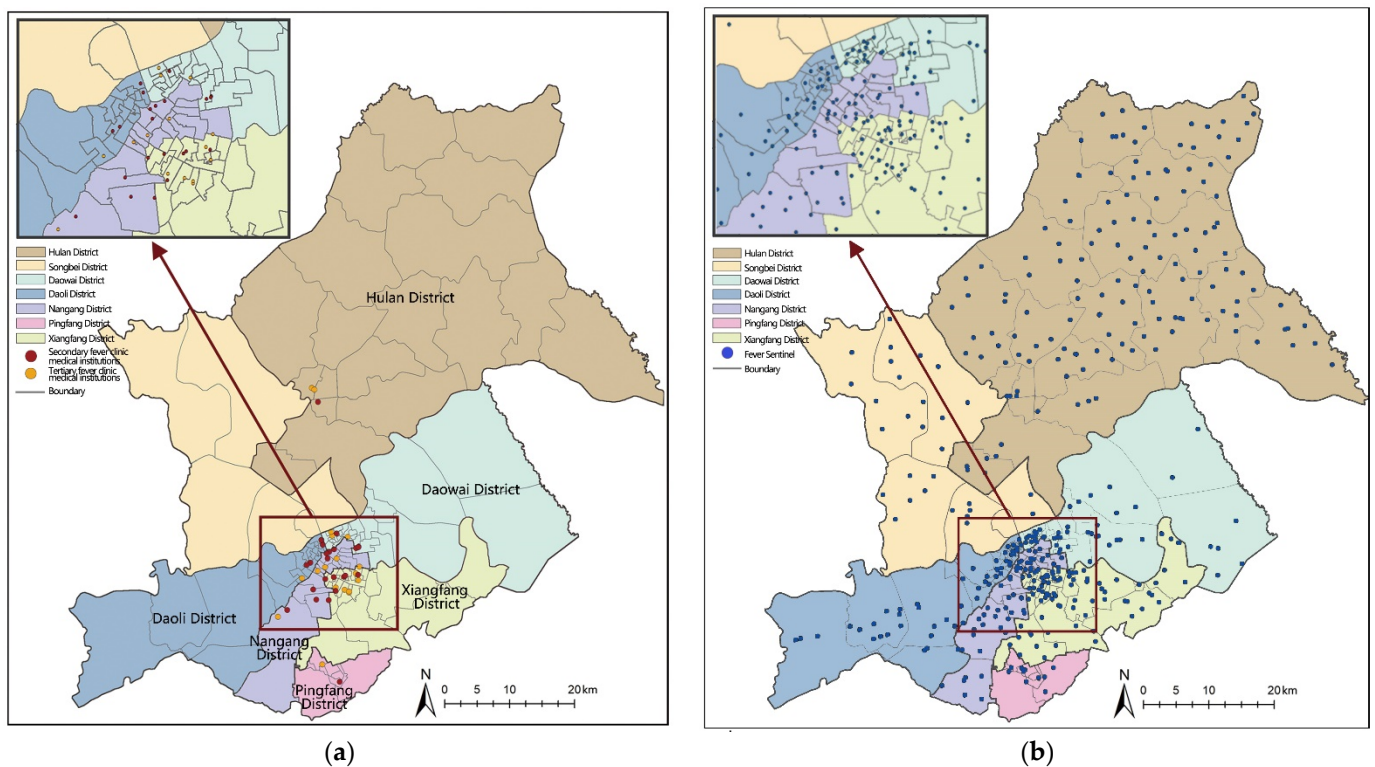 Hulan District
Songbei District
Daowai District
Daoli District
Nangang District
Pingfang District
Xiangfang District
Secondary fever clinic
medical institutions
Tertiary fever clinic
medical institutions
Boundary
Hulan District
Daowai District
Xiangfang
District
Daoli District
Nangang
District
Pingfang
District
N
0 5 10 20 km
(a)
Hulan District
Songbei District
Daowai District
Daoli District
Nangang District
Pingfang District
Xiangfang District
Fever Sentinel
Boundary
N
0 5 10 20 km
(b)